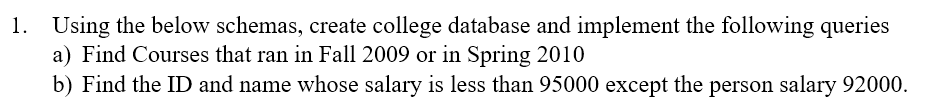 1. Using the below schemas, create college database and implement the following queries
a) Find Courses that ran in Fall 2009 or in Spring 2010
b) Find the ID and name whose salary is less than 95000 except the person salary 92000.